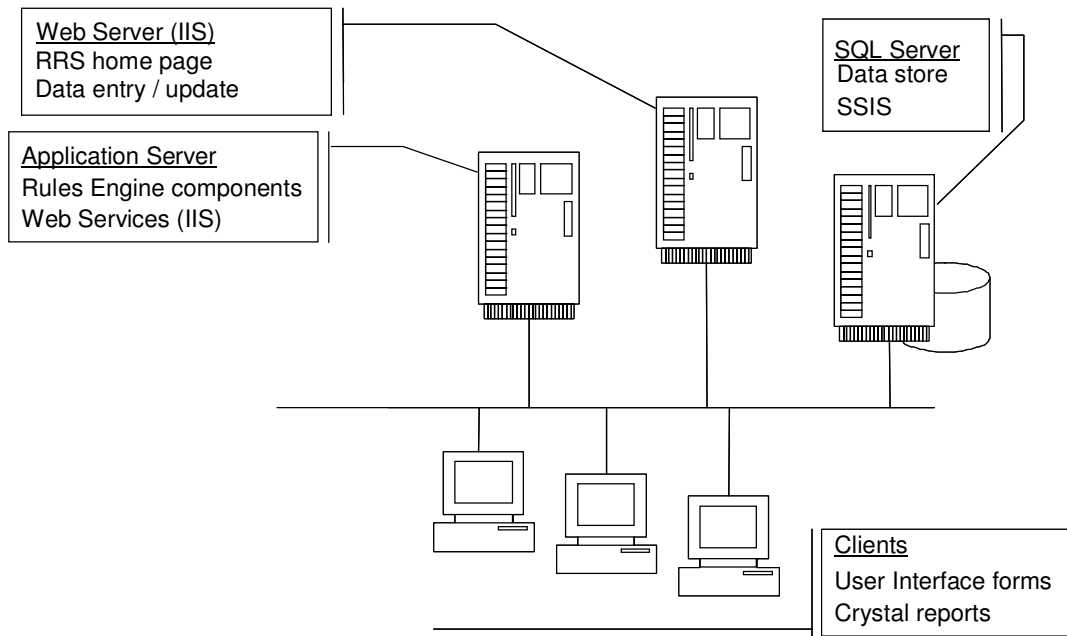 Web Server (IIS)
RRS home page
Data entry / update
SQL Server
Data store
SSIS
Application Server
Rules Engine components
Web Services (IIS)
Clients
User Interface forms
Crystal reports